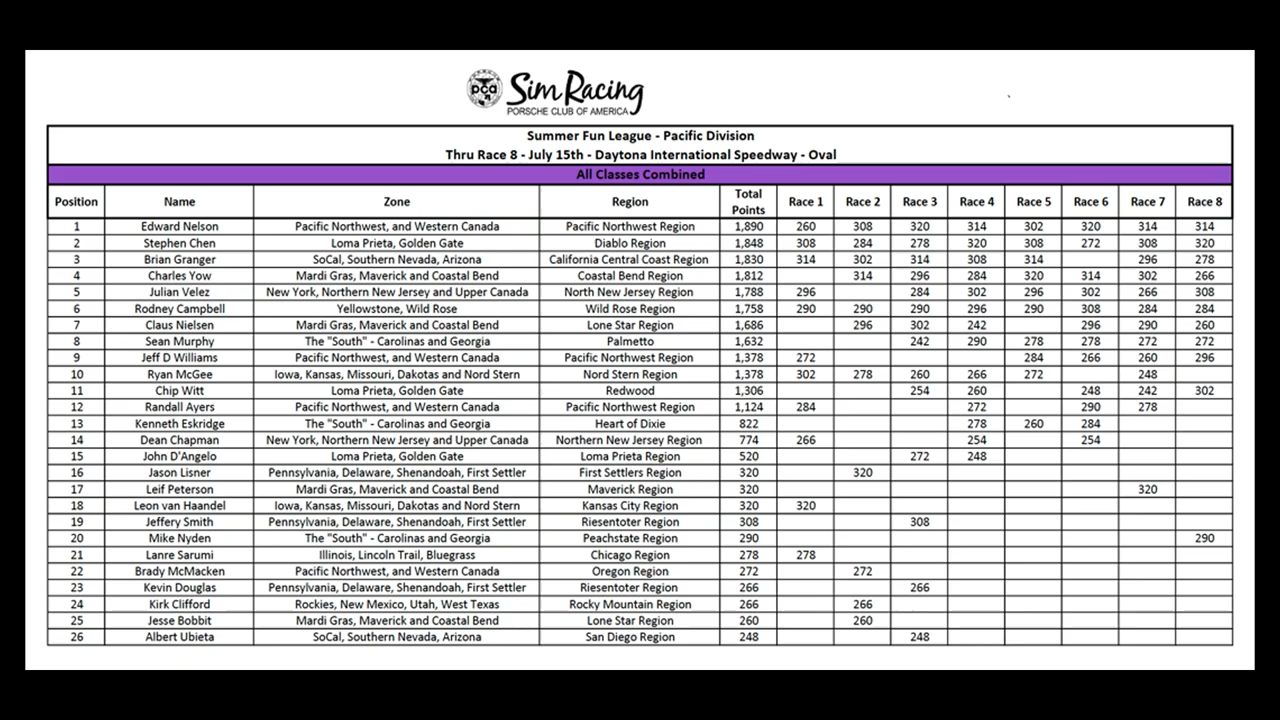 pca
Sim Racing
PORSCHE CLUB OF AMERICA
Summer Fun League - Pacific Division
Thru Race 8 - July 15th - Daytona International Speedway - Oval
All Classes Combined
Position Name Zone Region Total Points Race 1 Race 2 Race 3 Race 4 Race 5 Race 6 Race 7 Race 8
1 Edward Nelson Pacific Northwest, and Western Canada Pacific Northwest Region 1,890 260 308 320 314 302 320 314 314
2 Stephen Chen Loma Prieta, Golden Gate Diablo Region 1,848 308 284 278 320 308 272 308 320
3 Brian Granger SoCal, Southern Nevada, Arizona California Central Coast Region 1,830 314 302 314 308 314 296 278
4 Charles Yow Mardi Gras, Maverick and Coastal Bend Coastal Bend Region 1,812 314 296 284 320 314 302 266
5 Julian Velez New York, Northern New Jersey and Upper Canada North New Jersey Region 1,788 296 284 302 296 302 266 308
6 Rodney Campbell Yellowstone, Wild Rose Wild Rose Region 1,758 290 290 290 296 290 308 284 284
7 Claus Nielsen Mardi Gras, Maverick and Coastal Bend Lone Star Region 1,686 296 302 242 296 290 260
8 Sean Murphy The "South" - Carolinas and Georgia Palmetto 1,632 242 290 278 278 272 272
9 Jeff D Williams Pacific Northwest, and Western Canada Pacific Northwest Region 1,378 272 284 266 260 296
10 Ryan McGee Iowa, Kansas, Missouri, Dakotas and Nord Stern Nord Stern Region 1,378 302 278 260 266 272 248
11 Chip Witt Loma Prieta, Golden Gate Redwood 1,306 254 260 248 242 302
12 Randall Ayers Pacific Northwest, and Western Canada Pacific Northwest Region 1,124 284 272 290 278
13 Kenneth Eskridge The "South" - Carolinas and Georgia Heart of Dixie 822 278 260 284
14 Dean Chapman New York, Northern New Jersey and Upper Canada Northern New Jersey Region 774 266 254 254
15 John D'Angelo Loma Prieta, Golden Gate Loma Prieta Region 520 272 248
16 Jason Lisner Pennsylvania, Delaware, Shenandoah, First Settler First Settlers Region 320 320
17 Leif Peterson Mardi Gras, Maverick and Coastal Bend Maverick Region 320 320
18 Leon van Haandel Iowa, Kansas, Missouri, Dakotas and Nord Stern Kansas City Region 320 320
19 Jeffery Smith Pennsylvania, Delaware, Shenandoah, First Settler Riesentoter Region 308 308
20 Mike Nyden The "South" - Carolinas and Georgia Peachstate Region 290 290
21 Lanre Sarumi Illinois, Lincoln Trail, Bluegrass Chicago Region 278 278
22 Brady McMacken Pacific Northwest, and Western Canada Oregon Region 272 272
23 Kevin Douglas Pennsylvania, Delaware, Shenandoah, First Settler Riesentoter Region 266 266
24 Kirk Clifford Rockies, New Mexico, Utah, West Texas Rocky Mountain Region 266 266
25 Jesse Bobbit Mardi Gras, Maverick and Coastal Bend Lone Star Region 260 260
26 Albert Ubieta SoCal, Southern Nevada, Arizona San Diego Region 248 248